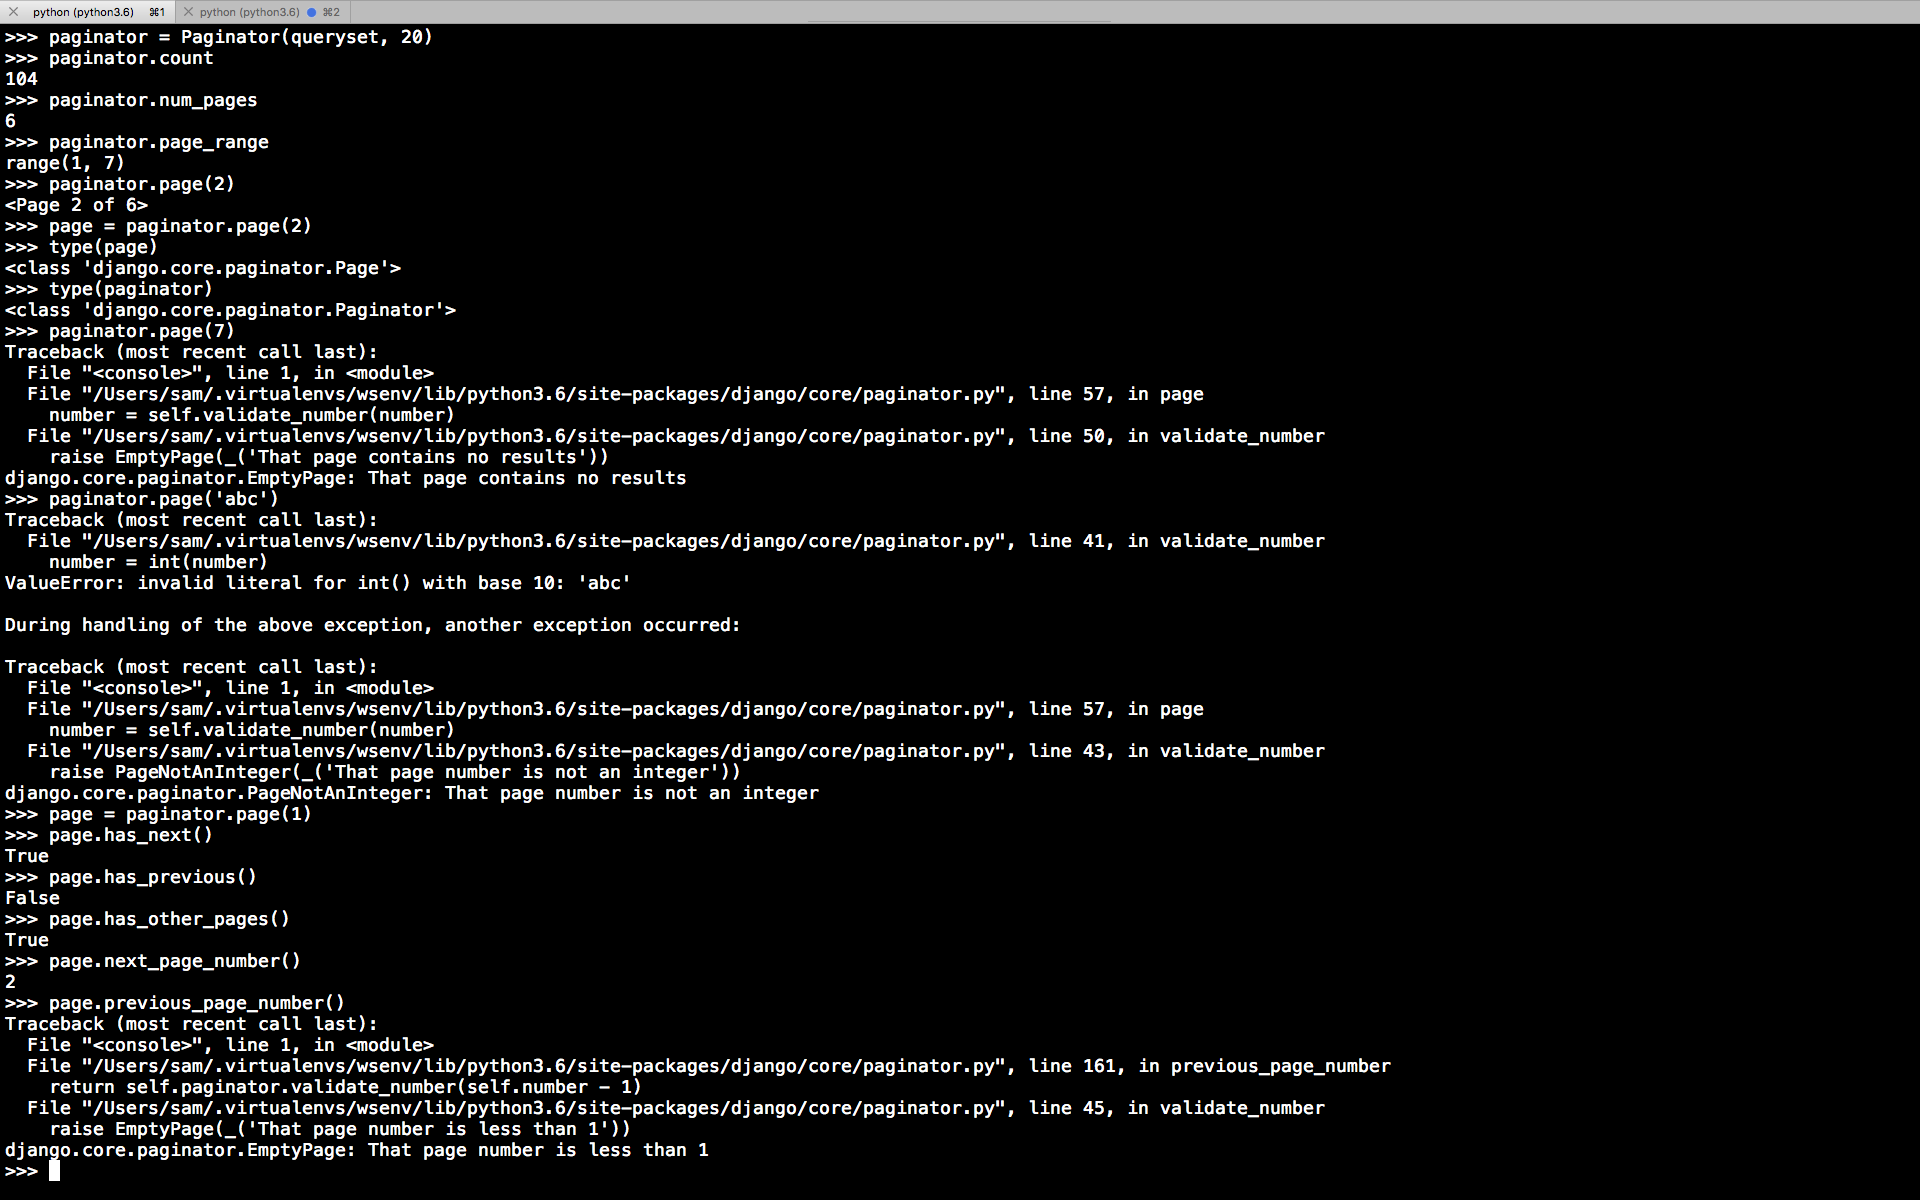 python (python3.6) ⌘1 python (python3.6) ⌘2
>>> paginator = Paginator(queryset, 20)
>>> paginator.count
104
>>> paginator.num_pages
6
>>> paginator.page_range
range(1, 7)
>>> paginator.page(2)
<Page 2 of 6>
>>> page = paginator.page(2)
>>> type(page)
<class 'django.core.paginator.Page'>
>>> type(paginator)
<class 'django.core.paginator.Paginator'>
>>> paginator.page(7)
Traceback (most recent call last):
  File "<console>", line 1, in <module>
  File "/Users/sam/.virtualenvs/wsenv/lib/python3.6/site-packages/django/core/paginator.py", line 57, in page
    number = self.validate_number(number)
  File "/Users/sam/.virtualenvs/wsenv/lib/python3.6/site-packages/django/core/paginator.py", line 50, in validate_number
    raise EmptyPage(_('That page contains no results'))
django.core.paginator.EmptyPage: That page contains no results
>>> paginator.page('abc')
Traceback (most recent call last):
  File "/Users/sam/.virtualenvs/wsenv/lib/python3.6/site-packages/django/core/paginator.py", line 41, in validate_number
    number = int(number)
ValueError: invalid literal for int() with base 10: 'abc'

During handling of the above exception, another exception occurred:

Traceback (most recent call last):
  File "<console>", line 1, in <module>
  File "/Users/sam/.virtualenvs/wsenv/lib/python3.6/site-packages/django/core/paginator.py", line 57, in page
    number = self.validate_number(number)
  File "/Users/sam/.virtualenvs/wsenv/lib/python3.6/site-packages/django/core/paginator.py", line 43, in validate_number
    raise PageNotAnInteger(_('That page number is not an integer'))
django.core.paginator.PageNotAnInteger: That page number is not an integer
>>> page = paginator.page(1)
>>> page.has_next()
True
>>> page.has_previous()
False
>>> page.has_other_pages()
True
>>> page.next_page_number()
2
>>> page.previous_page_number()
Traceback (most recent call last):
  File "<console>", line 1, in <module>
  File "/Users/sam/.virtualenvs/wsenv/lib/python3.6/site-packages/django/core/paginator.py", line 161, in previous_page_number
    return self.paginator.validate_number(self.number - 1)
  File "/Users/sam/.virtualenvs/wsenv/lib/python3.6/site-packages/django/core/paginator.py", line 45, in validate_number
    raise EmptyPage(_('That page number is less than 1'))
django.core.paginator.EmptyPage: That page number is less than 1
>>>